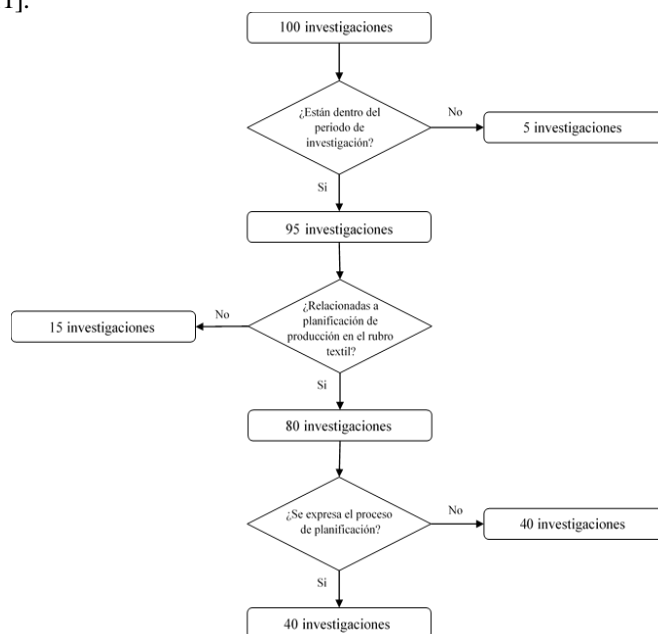 1].
100 investigaciones
¿Están dentro del
periodo de
investigación?
No
5 investigaciones
Si
95 investigaciones
¿Relacionadas a
planificación de
producción en el rubro
textil?
No
15 investigaciones
Si
80 investigaciones
¿Se expresa el proceso
de planificación?
No
40 investigaciones
Si
40 investigaciones